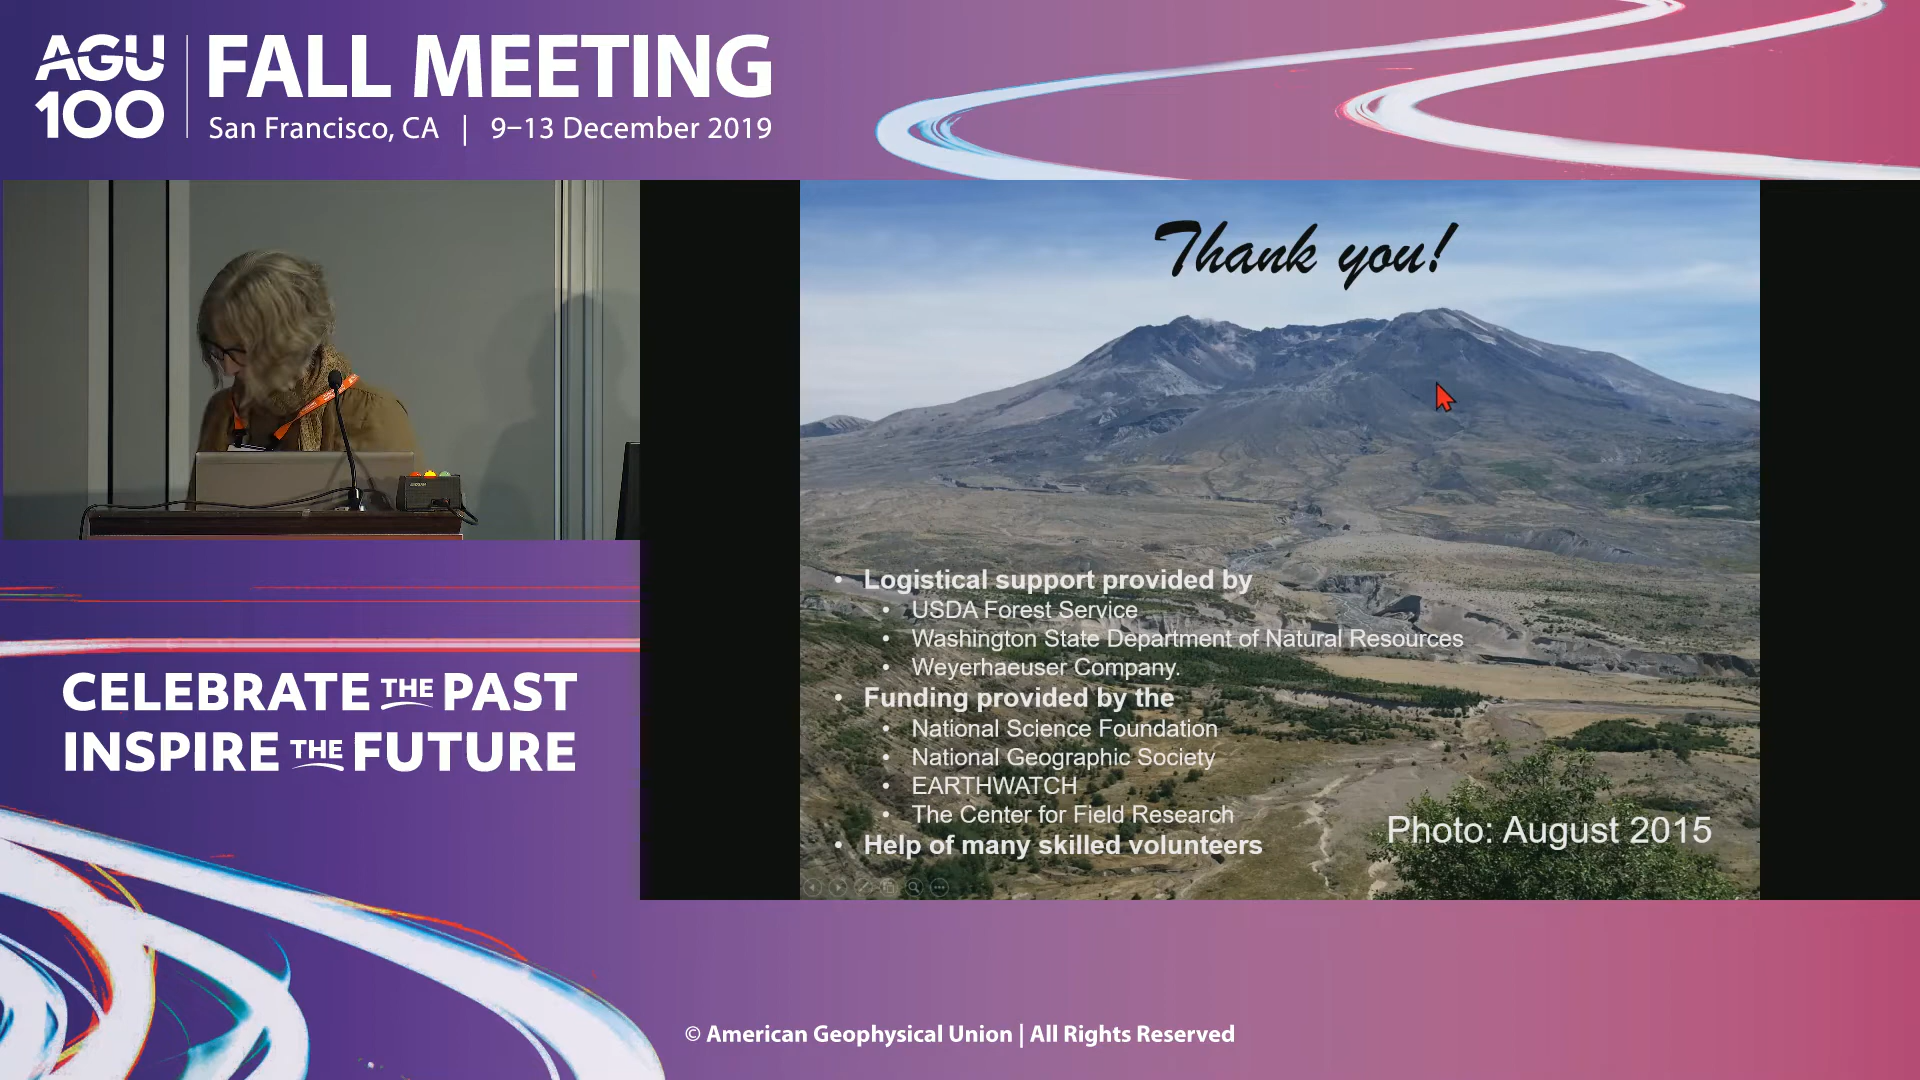 AGU
100
FALL MEETING
San Francisco, CA | 9–13 December 2019
Thank you!
• Logistical support provided by
• USDA Forest Service
• Washington State Department of Natural Resources
• Weyerhaeuser Company.
• Funding provided by the
• National Science Foundation
• National Geographic Society
• EARTHWATCH
• The Center for Field Research
• Help of many skilled volunteers
Photo: August 2015
CELEBRATE THE PAST
INSPIRE THE FUTURE
© American Geophysical Union | All Rights Reserved